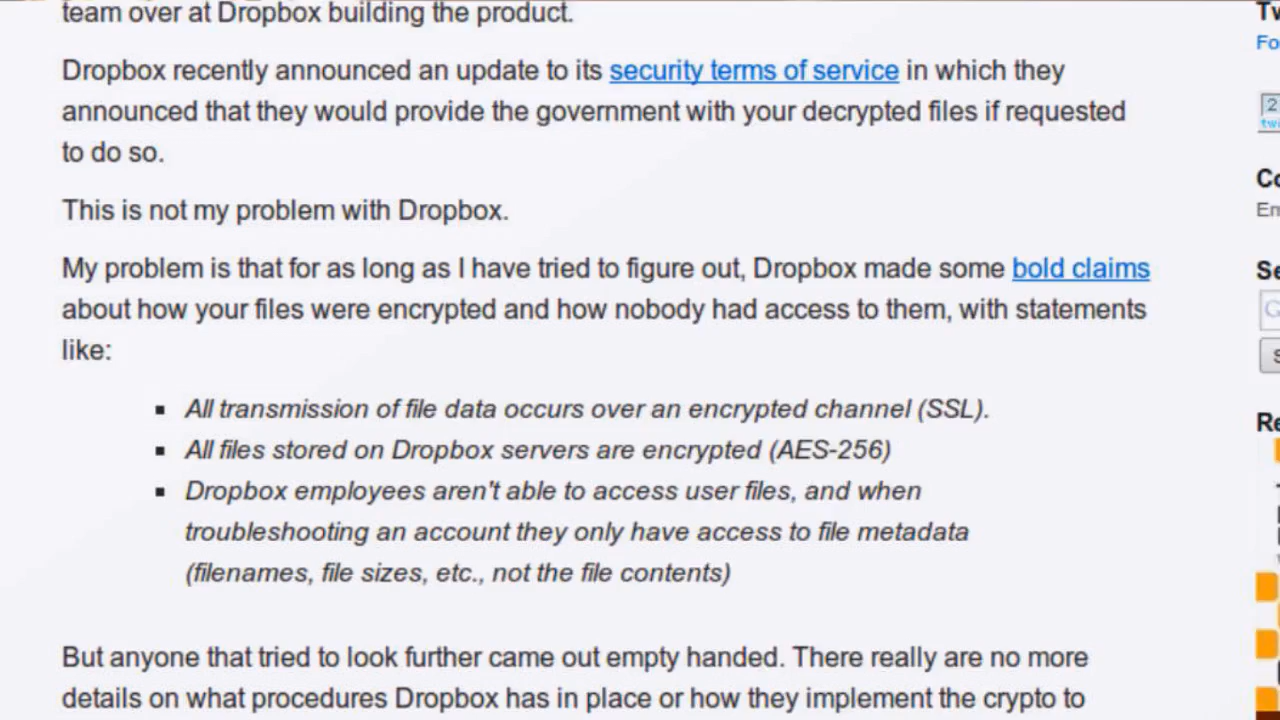 team over at Dropbox building the product.
Dropbox recently announced an update to its security terms of service in which they
announced that they would provide the government with your decrypted files if requested
to do so.
This is not my problem with Dropbox.
My problem is that for as long as I have tried to figure out, Dropbox made some bold claims
about how your files were encrypted and how nobody had access to them, with statements
like:
▪ All transmission of file data occurs over an encrypted channel (SSL).
▪ All files stored on Dropbox servers are encrypted (AES-256)
▪ Dropbox employees aren't able to access user files, and when
troubleshooting an account they only have access to file metadata
(filenames, file sizes, etc., not the file contents)
But anyone that tried to look further came out empty handed. There really are no more
details on what procedures Dropbox has in place or how they implement the crypto to
Tw
Fo
2
twi
Co
Em
Se
G
S
Re